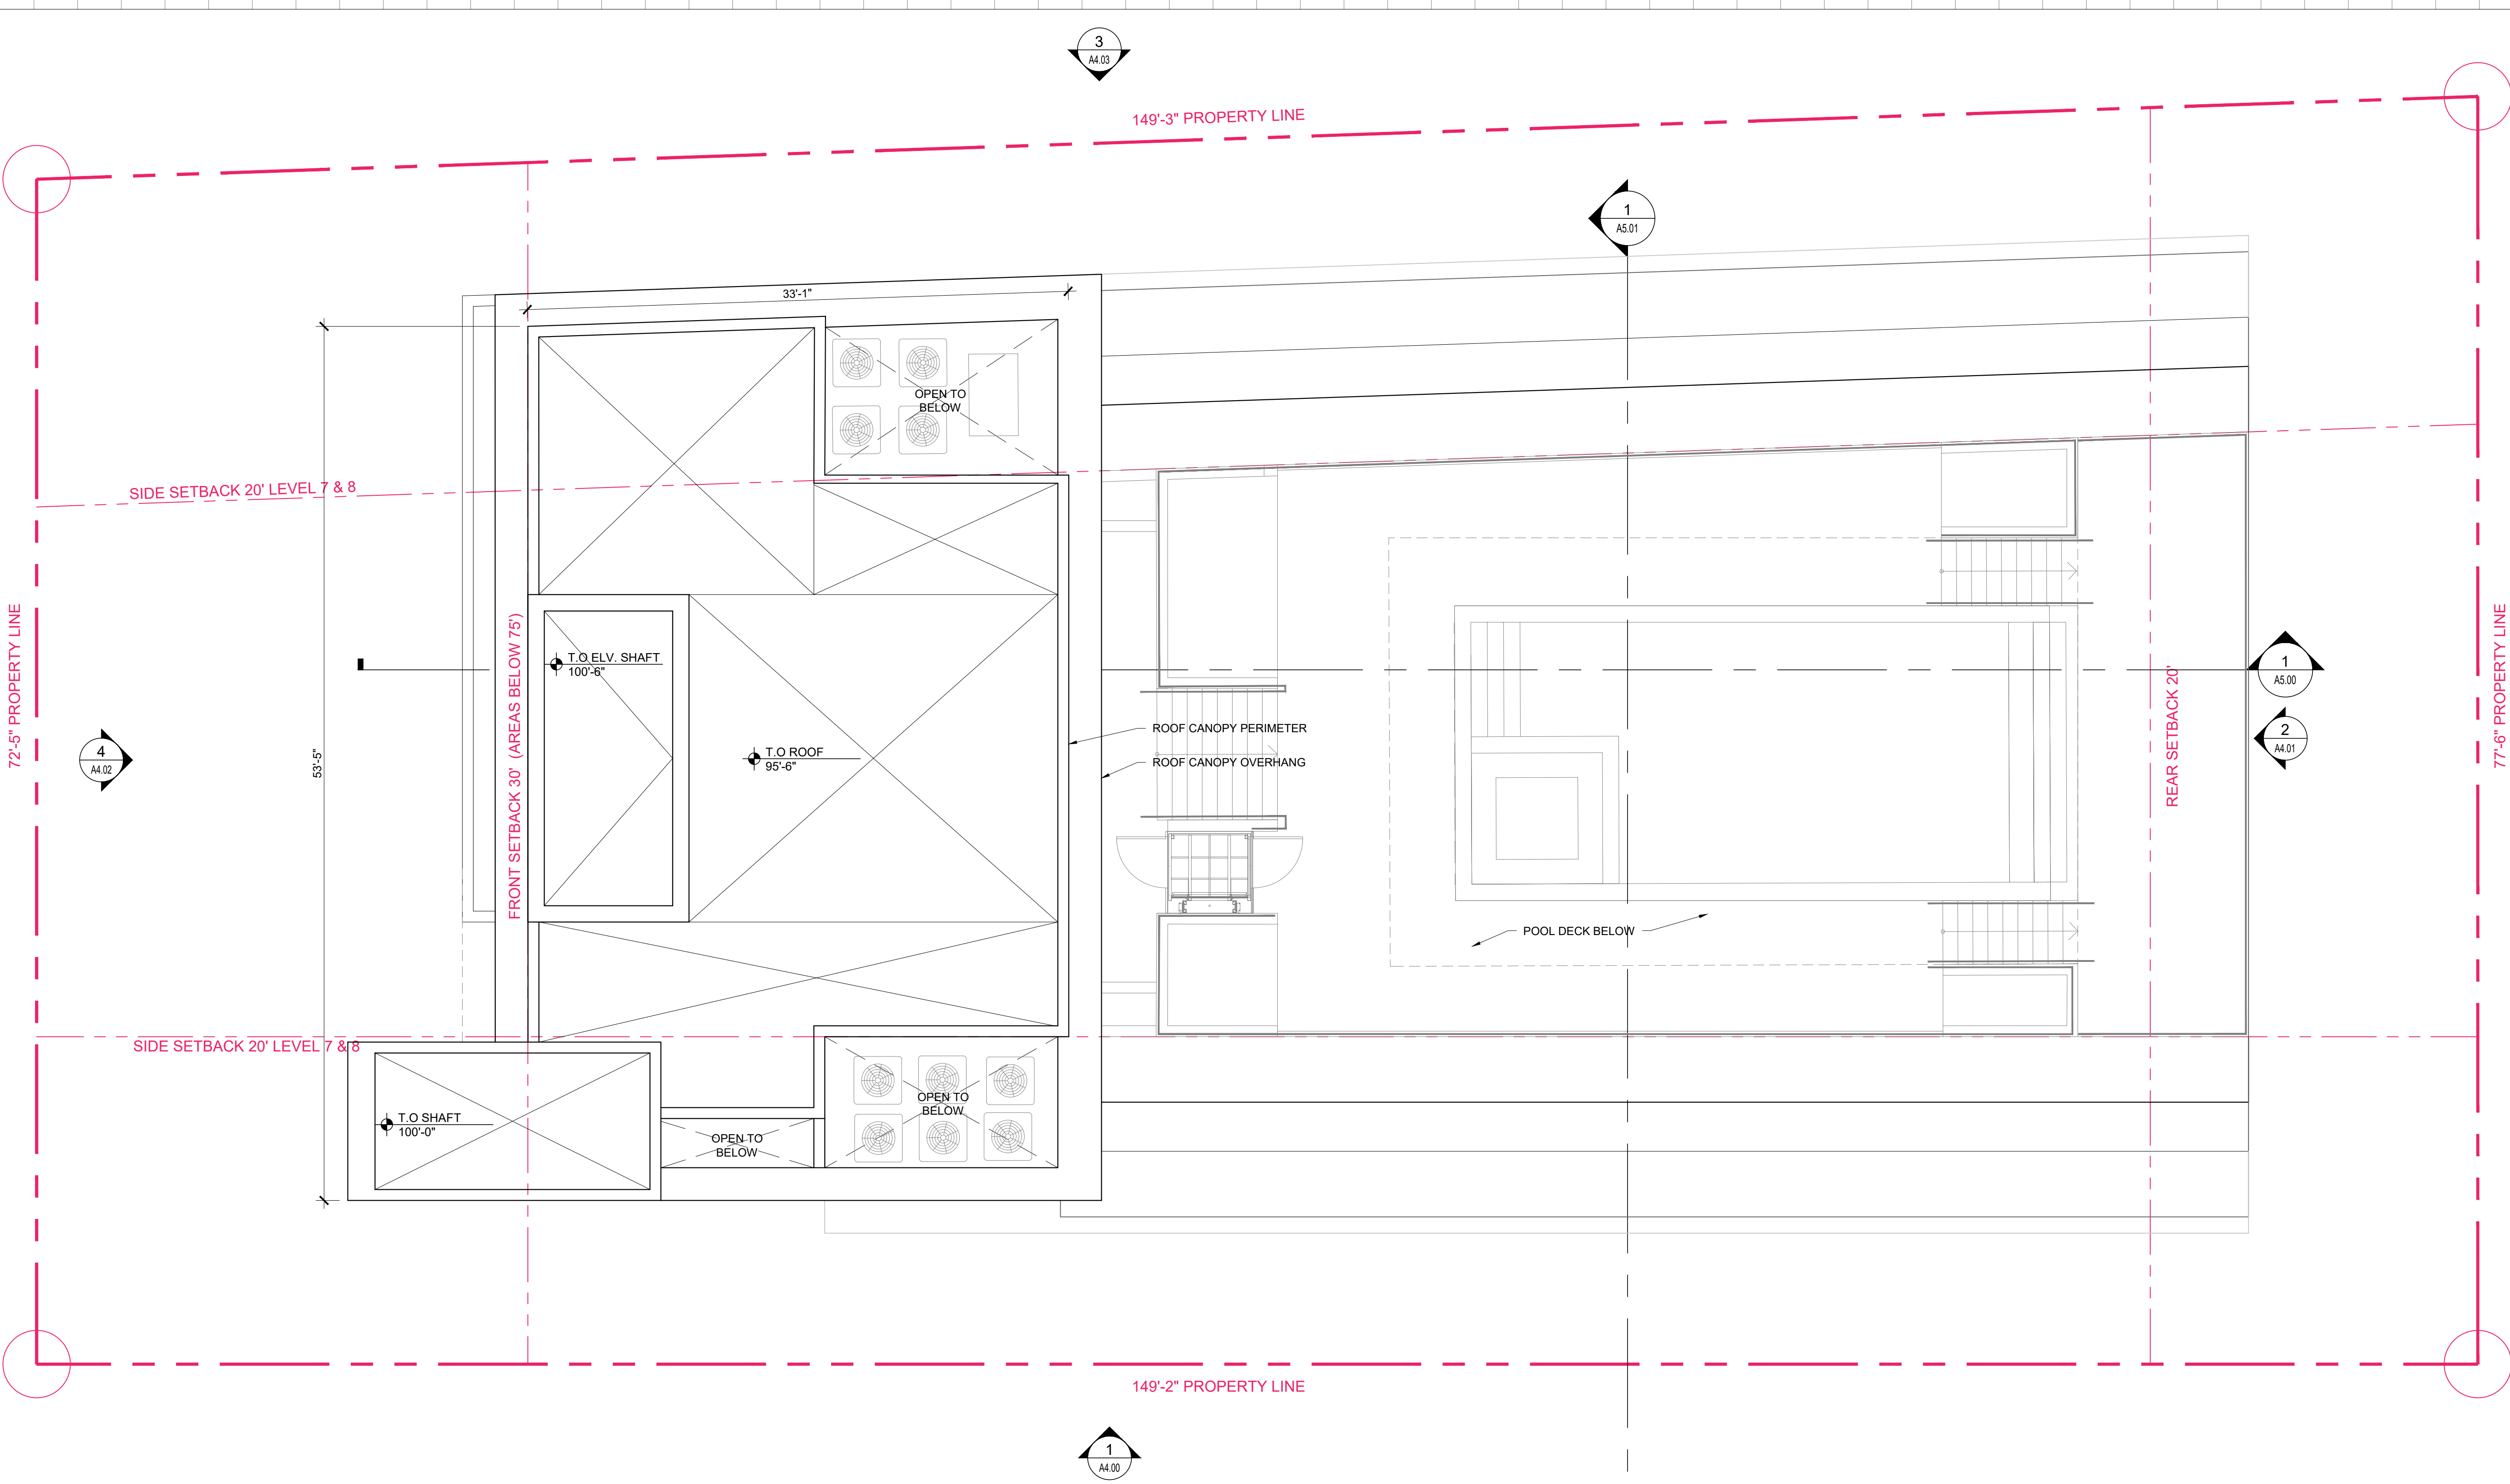 3
A4.03
149'-3" PROPERTY LINE
1
A5.01
33'-1"
OPEN TO
BELOW
SIDE SETBACK 20' LEVEL 7 & 8
72'-5" PROPERTY LINE
77'-6" PROPERTY LINE
FRONT SETBACK 30' (AREAS BELOW 75')
T.O ELV. SHAFT
100'-6"
1
A5.00
REAR SETBACK 20'
ROOF CANOPY PERIMETER
4
A4.02
53'-5"
T.O ROOF
95'-6"
2
A4.01
ROOF CANOPY OVERHANG
POOL DECK BELOW
SIDE SETBACK 20' LEVEL 7 & 8
OPEN TO
BELOW
T.O SHAFT
100'-0"
OPEN TO
BELOW
149'-2" PROPERTY LINE
1
A4.00